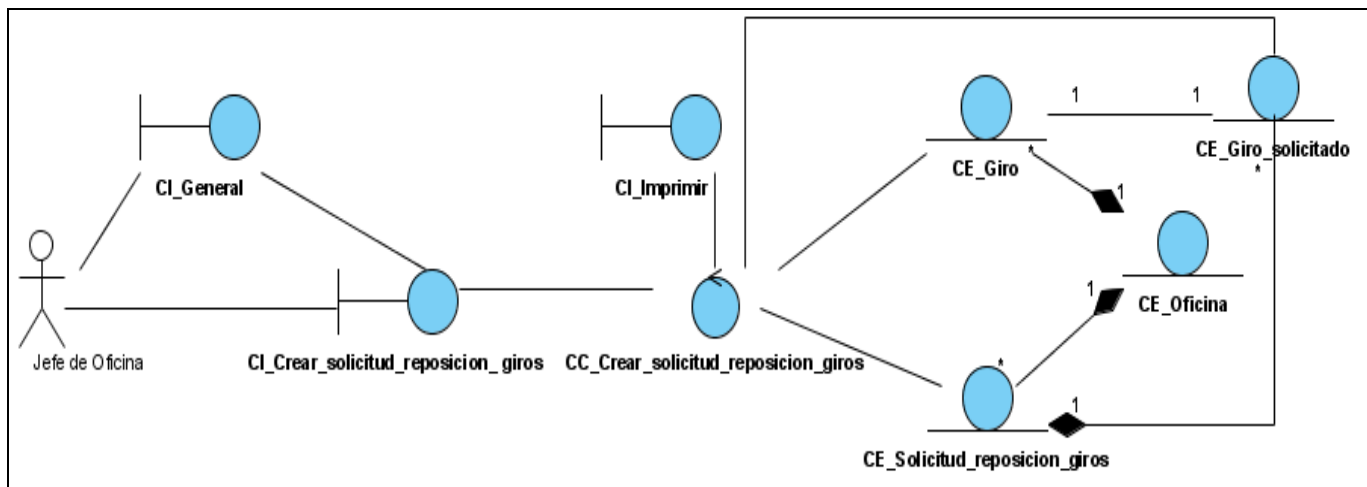 1
1
CE_Giro_solicitado
*
CE_Giro
*
1
CI_General
CI_Imprimir
1
CE_Oficina
Jefe de Oficina
CI_Crear_solicitud_reposicion_ giros
CC_Crear_solicitud_reposicion_giros
*
1
CE_Solicitud_reposicion_giros